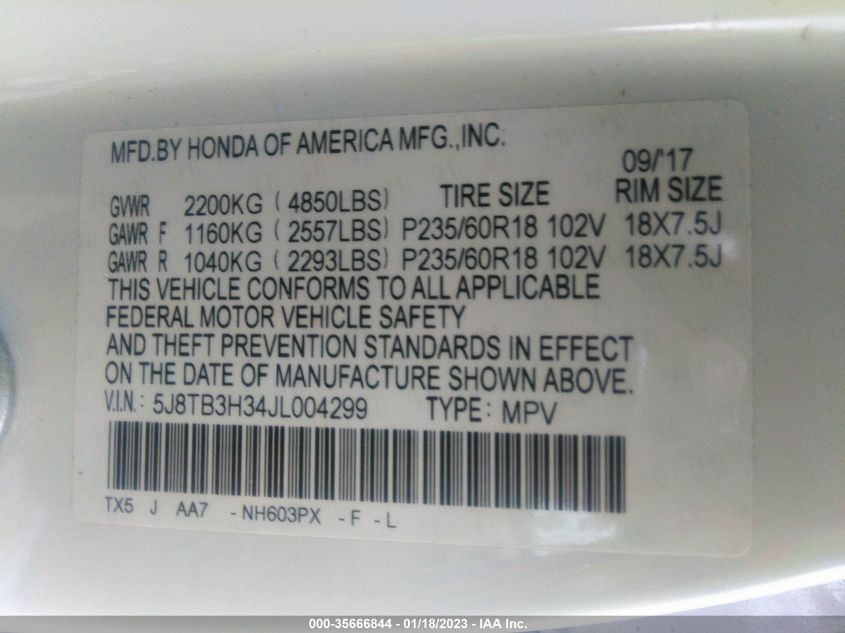 MFD.BY HONDA OF AMERICA MFG.,INC.
09/'17
GVWR 2200KG ( 4850LBS) TIRE SIZE RIM SIZE
GAWR F 1160KG ( 2557LBS) P235/60R18 102V 18X7.5J
GAWR R 1040KG ( 2293LBS) P235/60R18 102V 18X7.5J
THIS VEHICLE CONFORMS TO ALL APPLICABLE
FEDERAL MOTOR VEHICLE SAFETY
AND THEFT PREVENTION STANDARDS IN EFFECT
ON THE DATE OF MANUFACTURE SHOWN ABOVE.
V.I.N.: 5J8TB3H34JL004299 TYPE: MPV
TX5 J AA7 -NH603PX -F -L
000-35666844 - 01/18/2023 - IAA Inc.